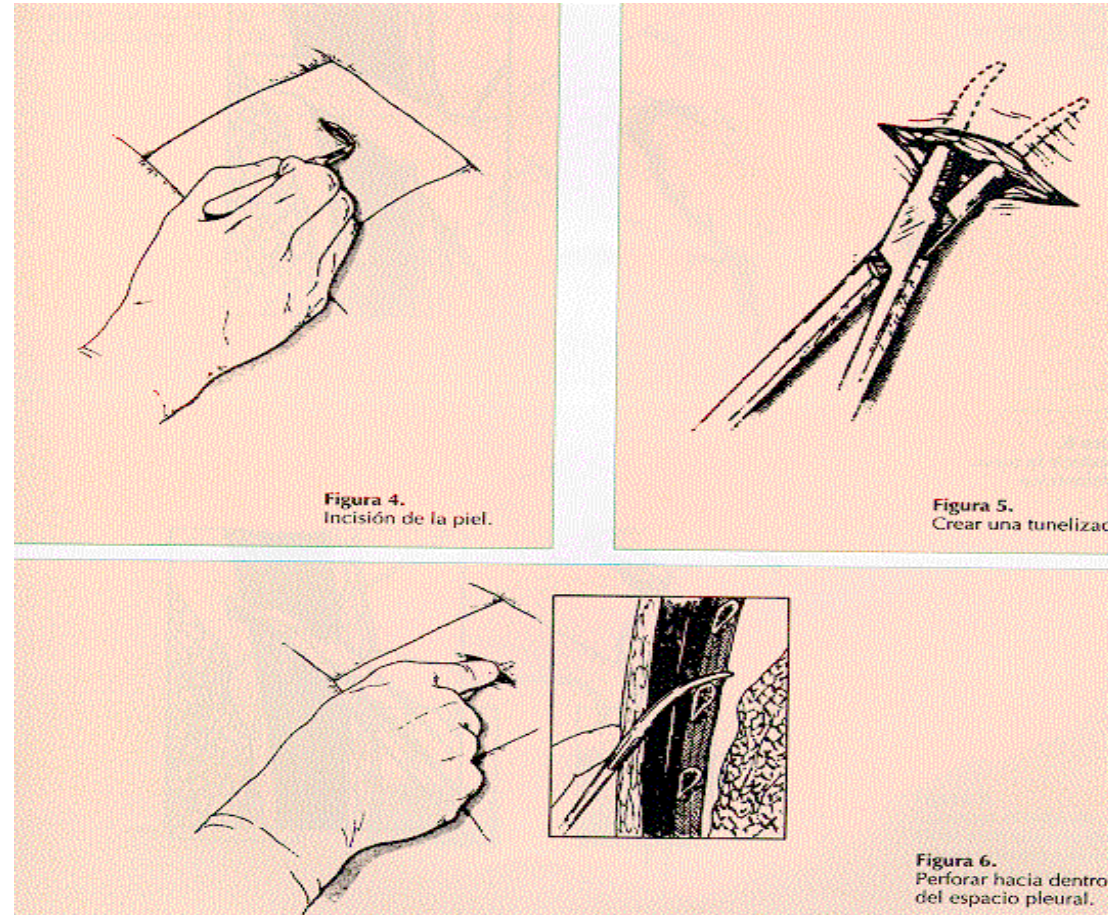 Figura 4.
Incisión de la piel.
Figura 5.
Crear una tunelizac
Figura 6.
Perforar hacia dentro
del espacio pleural.